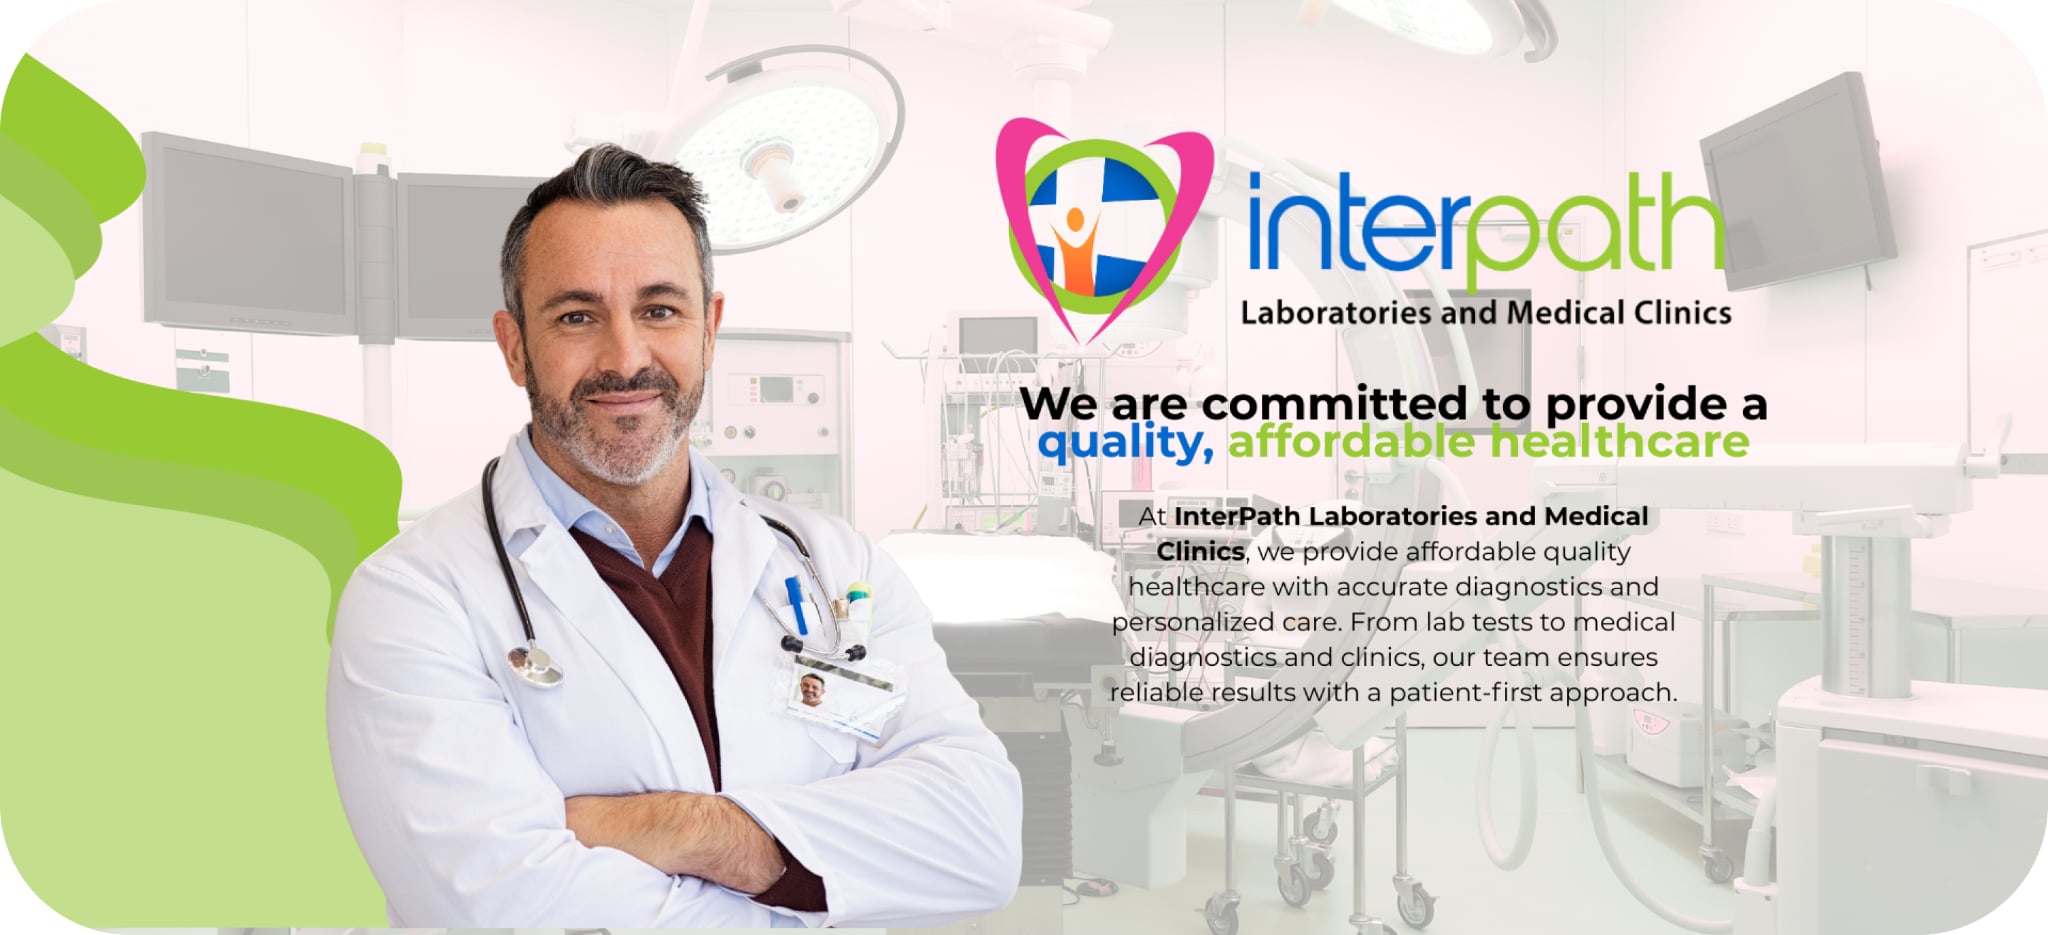 interpath
Laboratories and Medical Clinics
We are committed to provide a
quality, affordable healthcare
At InterPath Laboratories and Medical
Clinics, we provide affordable quality
healthcare with accurate diagnostics and
personalized care. From lab tests to medical
diagnostics and clinics, our team ensures
reliable results with a patient-first approach.